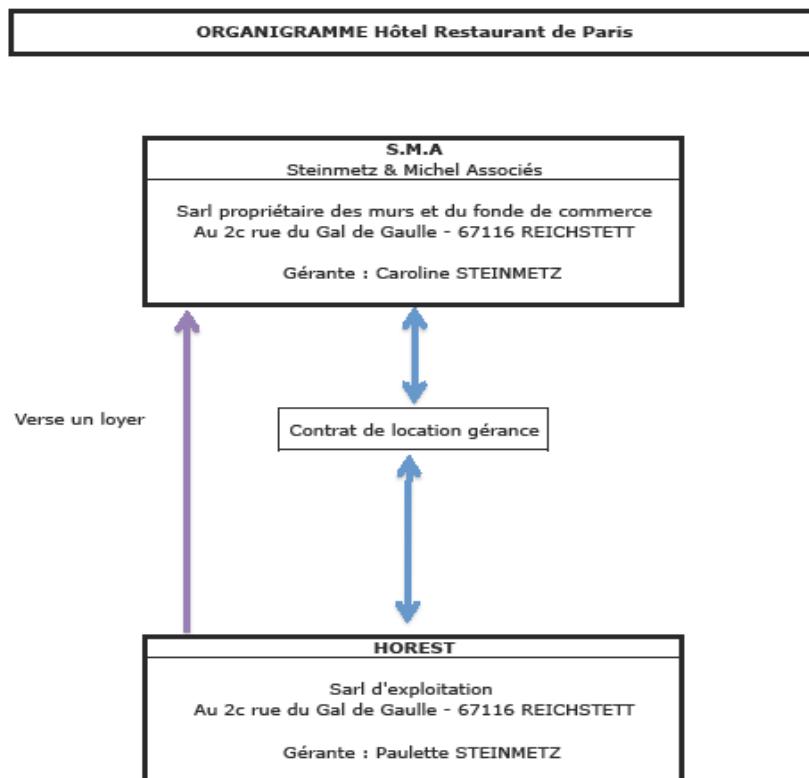 ORGANIGRAMME Hôtel Restaurant de Paris
S.M.A
Steinmetz & Michel Associés
Sarl propriétaire des murs et du fonde de commerce
Au 2c rue du Gal de Gaulle - 67116 REICHSTETT
Gérante : Caroline STEINMETZ
Verse un loyer
Contrat de location gérance
HOREST
Sarl d'exploitation
Au 2c rue du Gal de Gaulle - 67116 REICHSTETT
Gérante : Paulette STEINMETZ